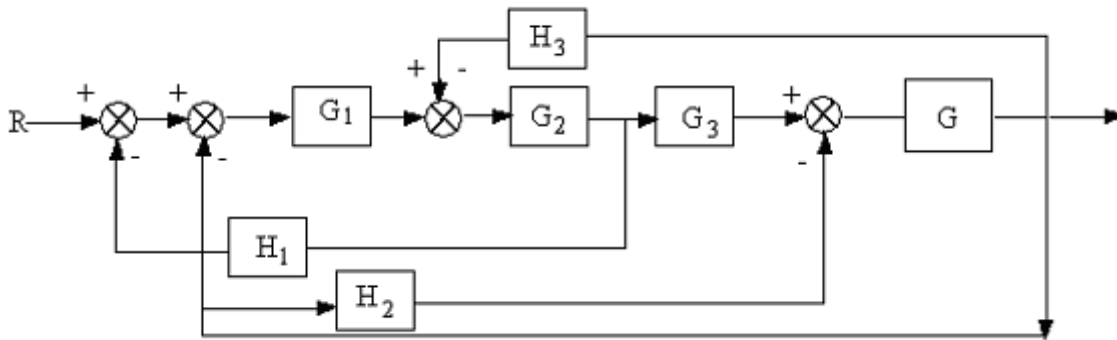 H3
+ -
+ + +
R G1 G2 G3 G
- - -
H1
H2